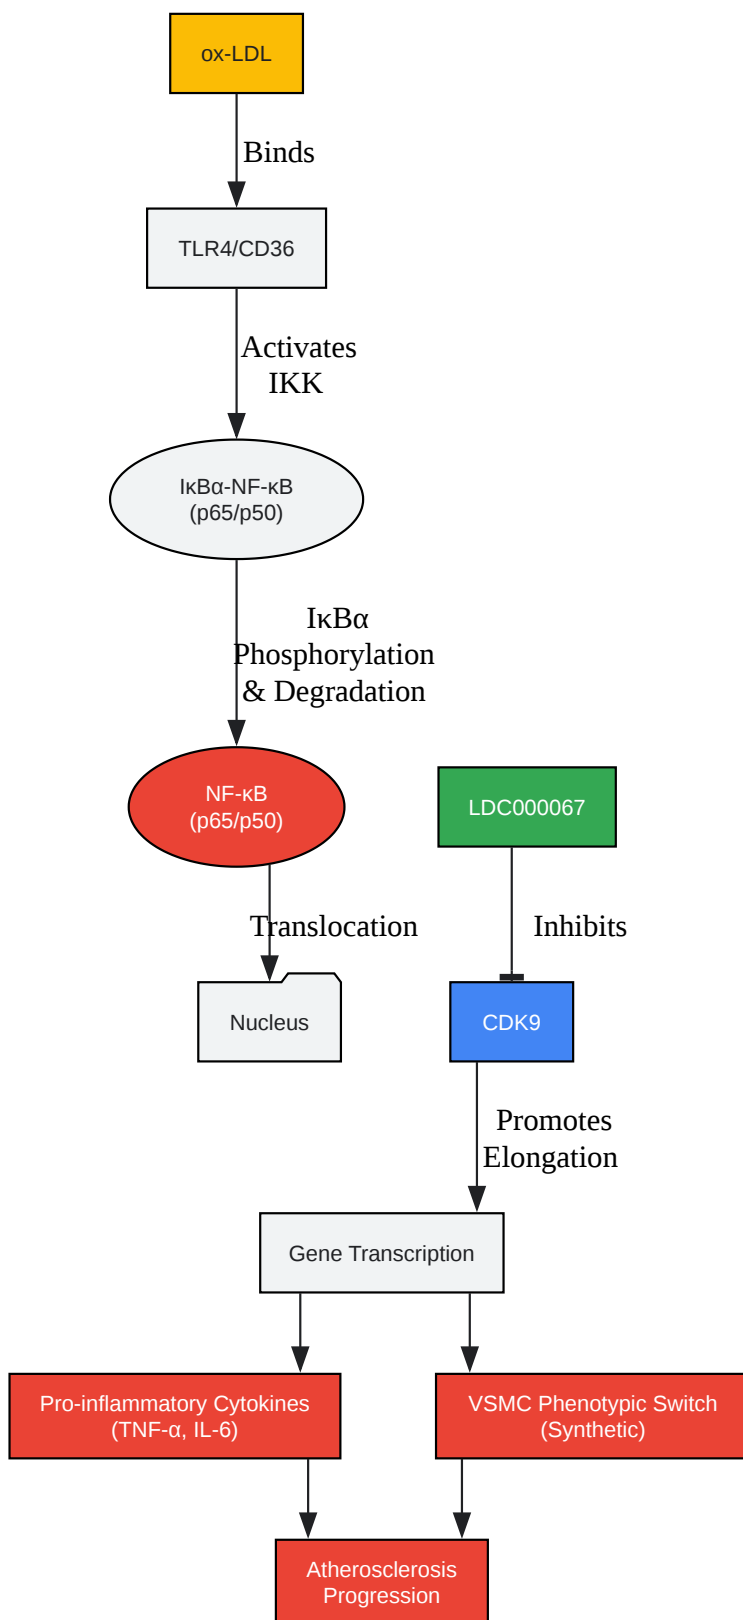 ox-LDL
Binds
TLR4/CD36
Activates
IKK
IκBα-NF-κB
(p65/p50)
IκBα
Phosphorylation
& Degradation
NF-κB
(p65/p50)
LDC000067
Translocation
Inhibits
Nucleus
CDK9
Promotes
Elongation
Gene Transcription
Pro-inflammatory Cytokines
(TNF-α, IL-6)
VSMC Phenotypic Switch
(Synthetic)
Atherosclerosis
Progression